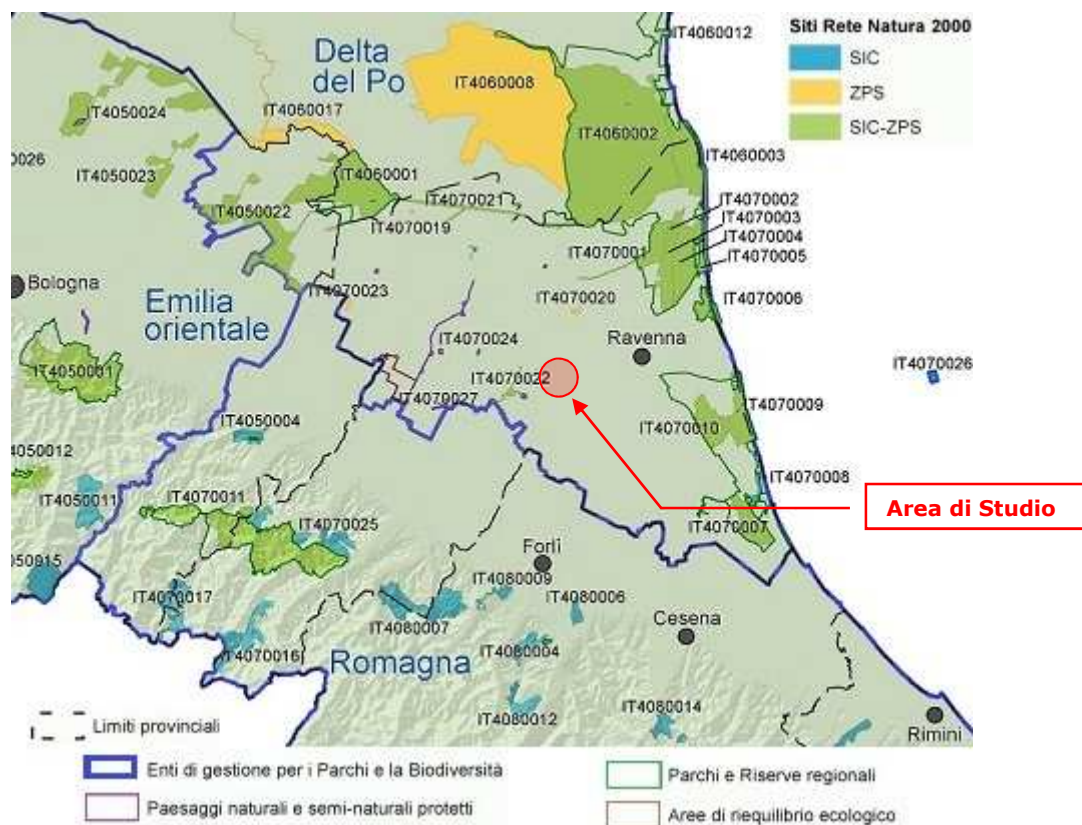 Siti Rete Natura 2000
SIC
ZPS
SIC-ZPS
Delta
del Po
IT4060012
IT4060008
IT4060017
IT4050024
IT4060002
IT4060003
IT4050023
IT4060001
IT4050022
IT4070021
IT4070019
IT4070002
IT4070003
IT4070004
IT4070005
IT4070001
IT4070006
Bologna
Emilia
orientale
IT4070023
IT4070020
IT4070024
Ravenna
IT4070026
IT4050001
IT4070022
IT4070027
IT4050004
IT4070009
IT4070010
4050012
IT4050011
IT4070011
IT4070025
IT4070008
IT4070007
Area di Studio
050915
Forlì
IT4080009
IT4080006
IT4070017
IT4080007
Cesena
IT4080004
IT4070016
Romagna
IT4080012
IT4080014
Rimini
Limiti provinciali
Enti di gestione per i Parchi e la Biodiversità
Parchi e Riserve regionali
Paesaggi naturali e semi-naturali protetti
Aree di riequilibrio ecologico